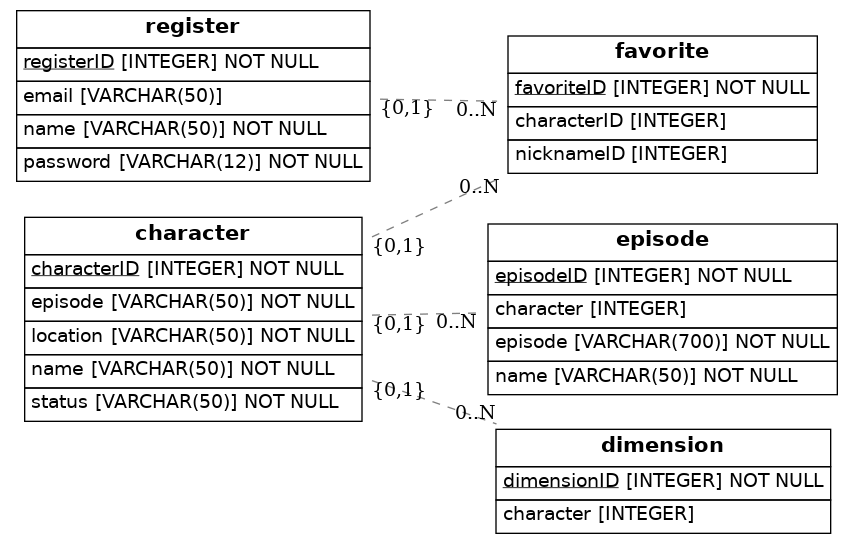 register
registerID [INTEGER] NOT NULL
email [VARCHAR(50)]
name [VARCHAR(50)] NOT NULL
password [VARCHAR(12)] NOT NULL
{0,1}
0..N
favorite
favoriteID [INTEGER] NOT NULL
characterID [INTEGER]
nicknameID [INTEGER]
0..N
{0,1}
character
characterID [INTEGER] NOT NULL
episode [VARCHAR(50)] NOT NULL
location [VARCHAR(50)] NOT NULL
name [VARCHAR(50)] NOT NULL
status [VARCHAR(50)] NOT NULL
{0,1}
0..N
episode
episodeID [INTEGER] NOT NULL
character [INTEGER]
episode [VARCHAR(700)] NOT NULL
name [VARCHAR(50)] NOT NULL
{0,1}
0..N
dimension
dimensionID [INTEGER] NOT NULL
character [INTEGER]